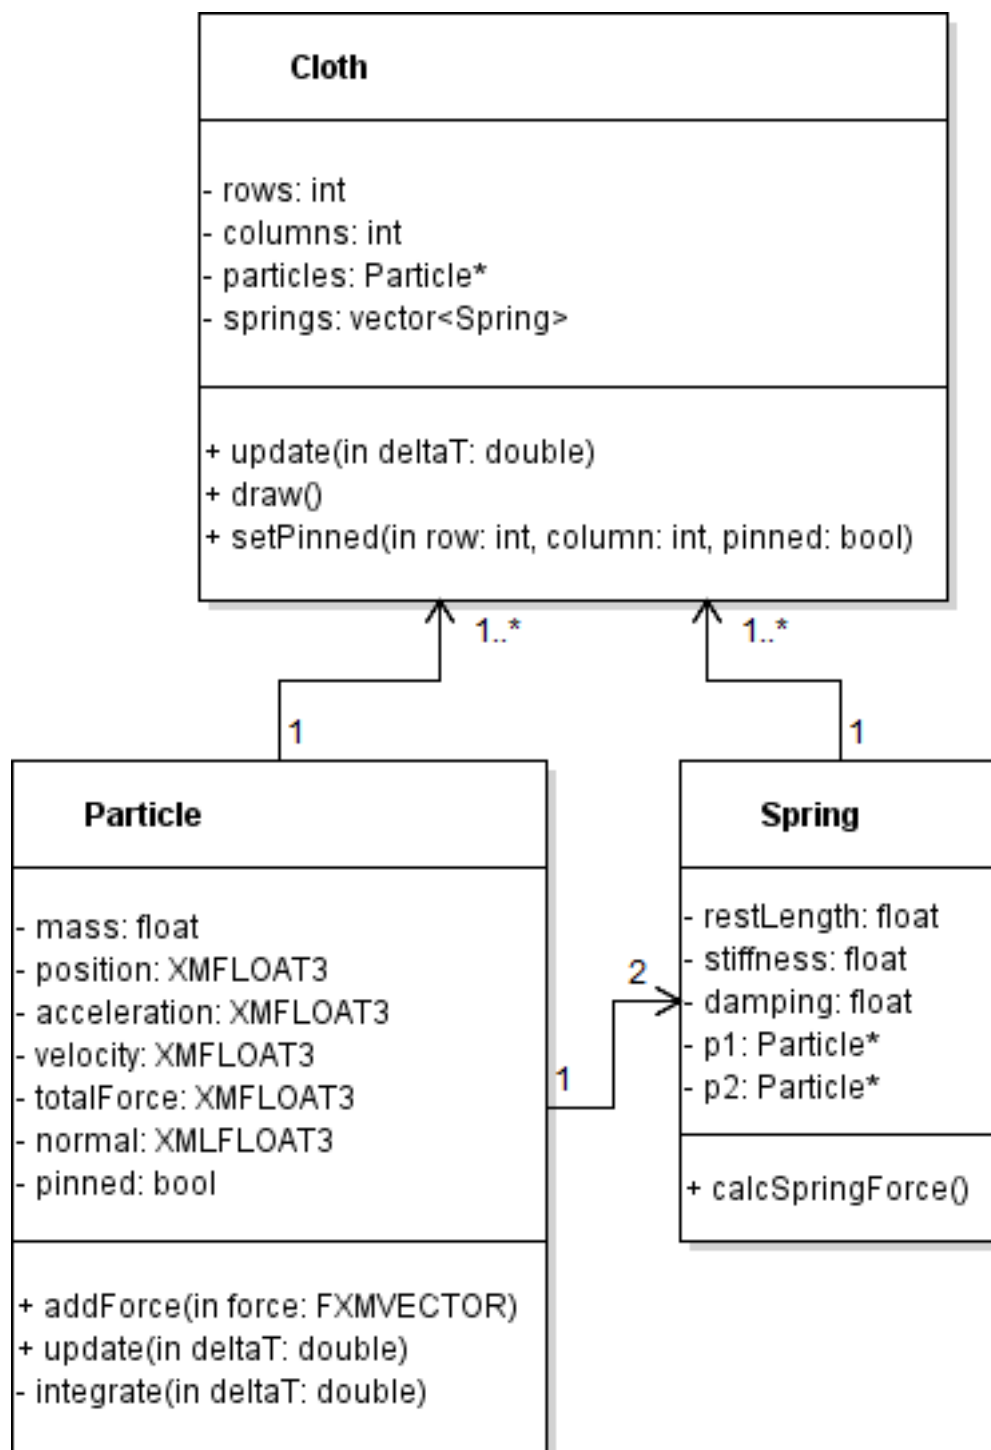 Cloth
- rows: int
- columns: int
- particles: Particle*
- springs: vector<Spring>
+ update(in deltaT: double)
+ draw()
+ setPinned(in row: int, column: int, pinned: bool)
1..*
1..*
1
1
Particle
- mass: float
- position: XMFLOAT3
- acceleration: XMFLOAT3
- velocity: XMFLOAT3
- totalForce: XMFLOAT3
- normal: XMLFLOAT3
- pinned: bool
+ addForce(in force: FXMVECTOR)
+ update(in deltaT: double)
- integrate(in deltaT: double)
1
2
Spring
- restLength: float
- stiffness: float
- damping: float
- p1: Particle*
- p2: Particle*
+ calcSpringForce()